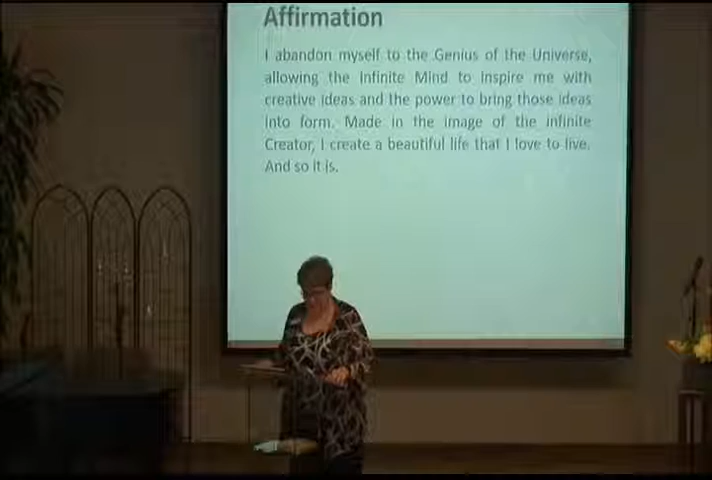 Affirmation
I abandon myself to the Genius of the Universe,
allowing the Infinite Mind to inspire me with
creative ideas and the power to bring those ideas
into form. Made in the image of the infinite
Creator, I create a beautiful life that I love to live.
And so it is.